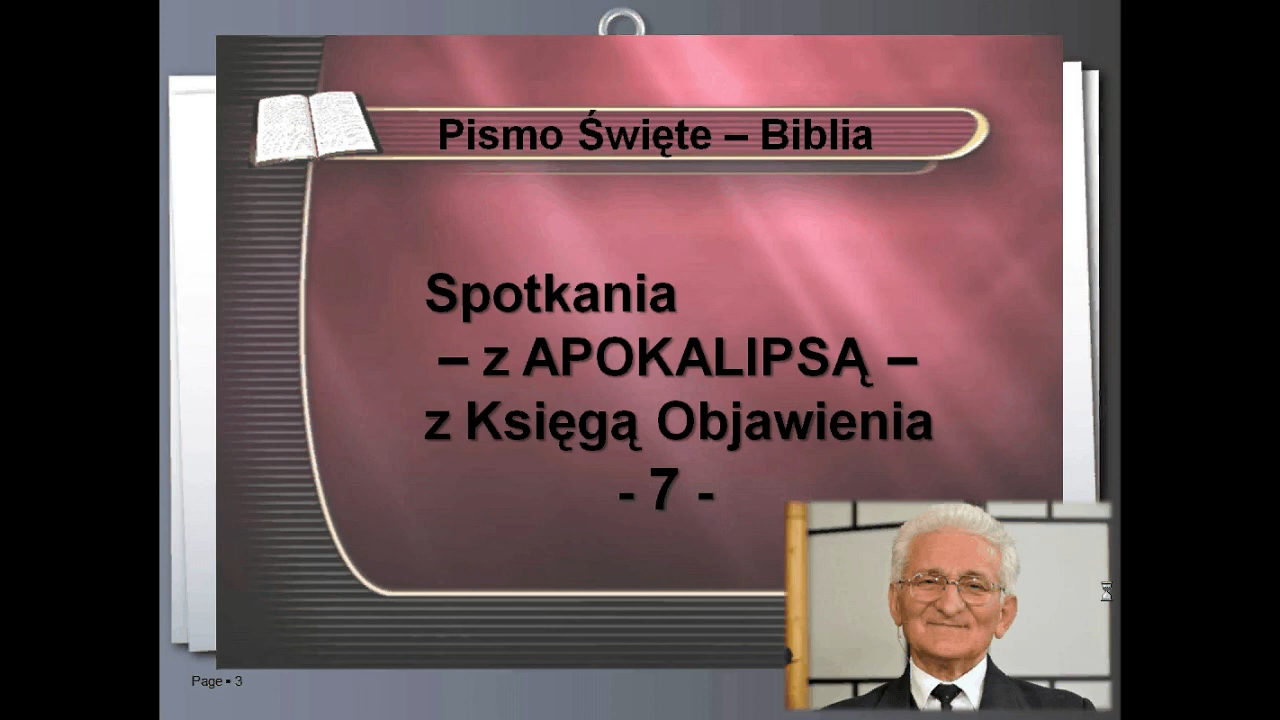 Pismo Święte – Biblia
Spotkania
– z APOKALIPSĄ –
z Księgą Objawienia
- 7 -
Page ▪ 3